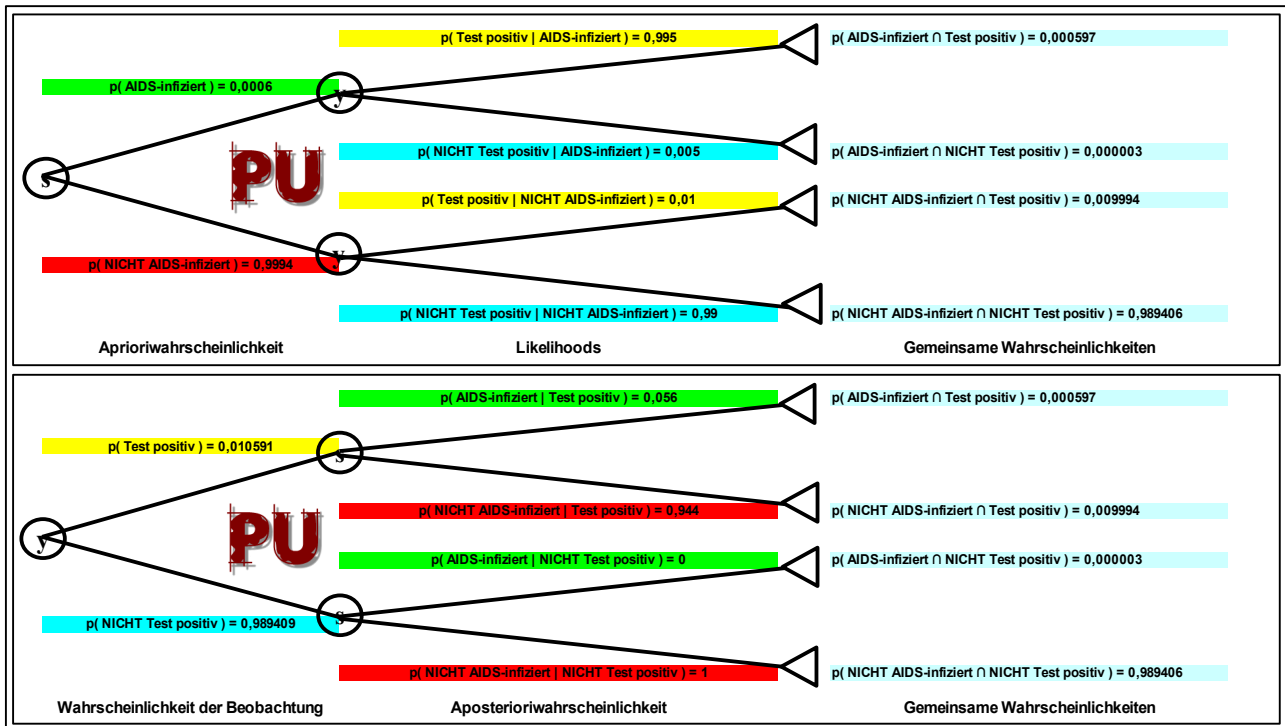 p( Test positiv | AIDS-infiziert ) = 0,995
p( AIDS-infiziert ∩ Test positiv ) = 0,000597
p( AIDS-infiziert ) = 0,0006
y
p( NICHT Test positiv | AIDS-infiziert ) = 0,005
p( AIDS-infiziert ∩ NICHT Test positiv ) = 0,000003
s
PU
p( Test positiv | NICHT AIDS-infiziert ) = 0,01
p( NICHT AIDS-infiziert ∩ Test positiv ) = 0,009994
y
p( NICHT AIDS-infiziert ) = 0,9994
p( NICHT Test positiv | NICHT AIDS-infiziert ) = 0,99
p( NICHT AIDS-infiziert ∩ NICHT Test positiv ) = 0,989406
Aprioriwahrscheinlichkeit
Likelihoods
Gemeinsame Wahrscheinlichkeiten
p( AIDS-infiziert | Test positiv ) = 0,056
p( AIDS-infiziert ∩ Test positiv ) = 0,000597
p( Test positiv ) = 0,010591
s
p( NICHT AIDS-infiziert | Test positiv ) = 0,944
p( NICHT AIDS-infiziert ∩ Test positiv ) = 0,009994
y
PU
p( AIDS-infiziert | NICHT Test positiv ) = 0
p( AIDS-infiziert ∩ NICHT Test positiv ) = 0,000003
s
p( NICHT Test positiv ) = 0,989409
p( NICHT AIDS-infiziert | NICHT Test positiv ) = 1
p( NICHT AIDS-infiziert ∩ NICHT Test positiv ) = 0,989406
Wahrscheinlichkeit der Beobachtung
Aposterioriwahrscheinlichkeit
Gemeinsame Wahrscheinlichkeiten